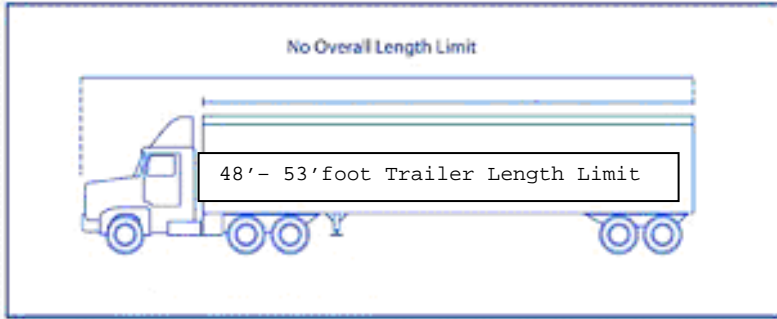 No Overall Length Limit
48’– 53’foot Trailer Length Limit